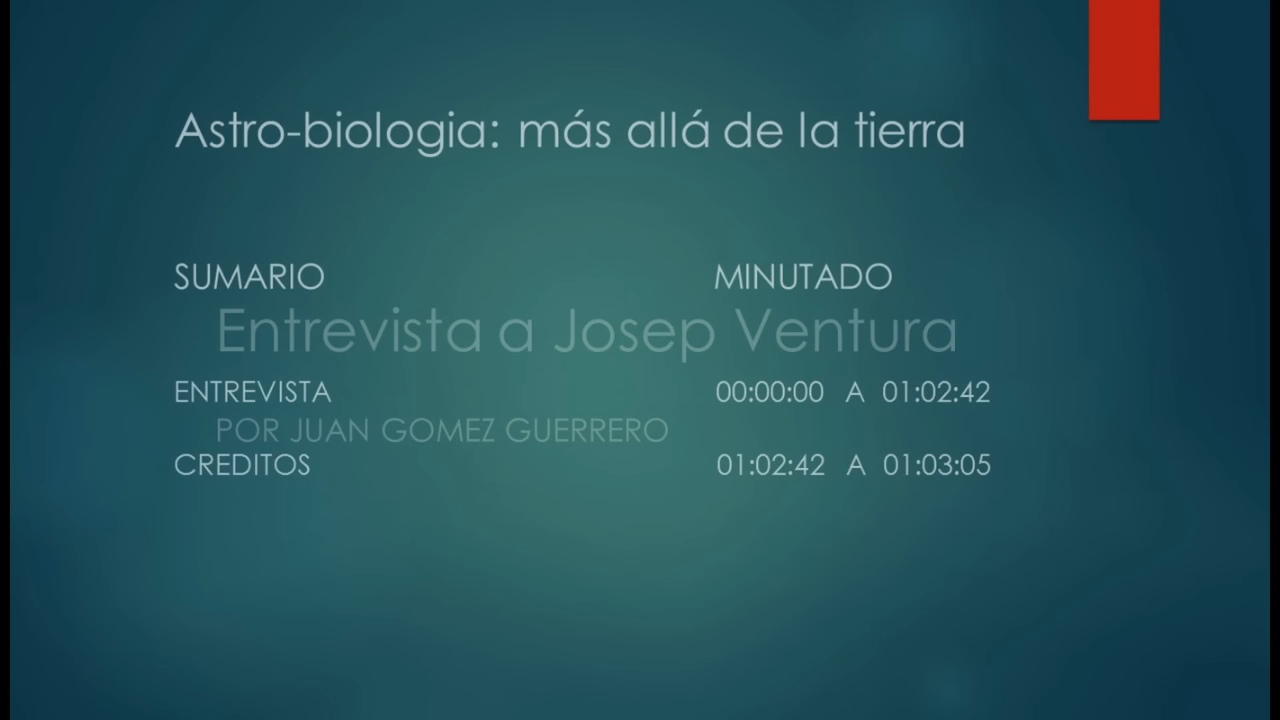 Astro-biologia: más allá de la tierra
SUMARIO MINUTADO
Entrevista a Josep Ventura
ENTREVISTA 00:00:00 A 01:02:42
POR JUAN GOMEZ GUERRERO
CREDITOS 01:02:42 A 01:03:05